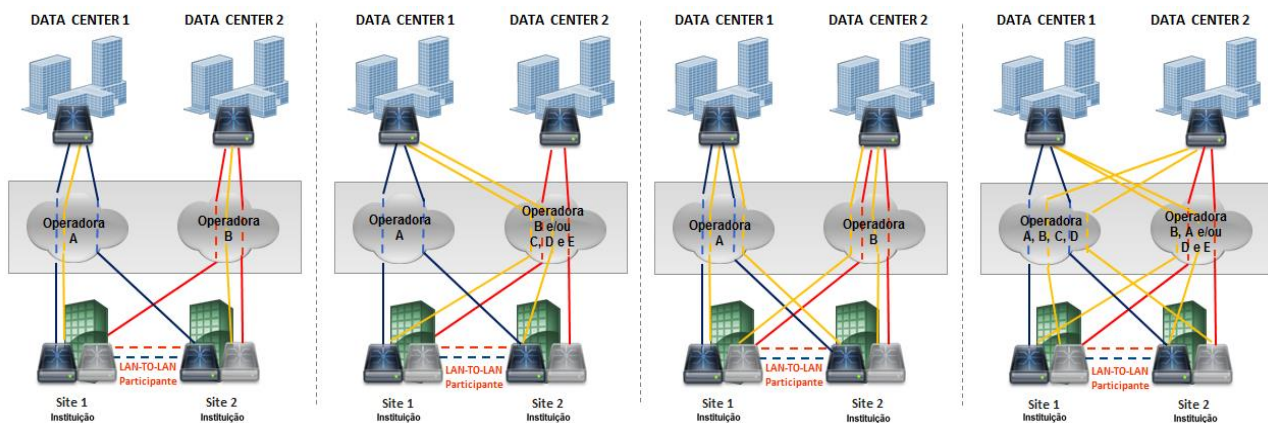 DATA CENTER 1
DATA CENTER 2
Operadora
A
Operadora
B
LAN-TO-LAN
Participante
Site 1
Instituição
Site 2
Instituição
DATA CENTER 1
DATA CENTER 2
Operadora
A
Operadora
B e/ou
C, D e E
LAN-TO-LAN
Participante
Site 1
Instituição
Site 2
Instituição
DATA CENTER 1
DATA CENTER 2
Operadora
A
Operadora
B
LAN-TO-LAN
Participante
Site 1
Instituição
Site 2
Instituição
DATA CENTER 1
DATA CENTER 2
Operadora
A, B, C, D
Operadora
B, A e/ou
D e E
LAN-TO-LAN
Participante
Site 1
Instituição
Site 2
Instituição